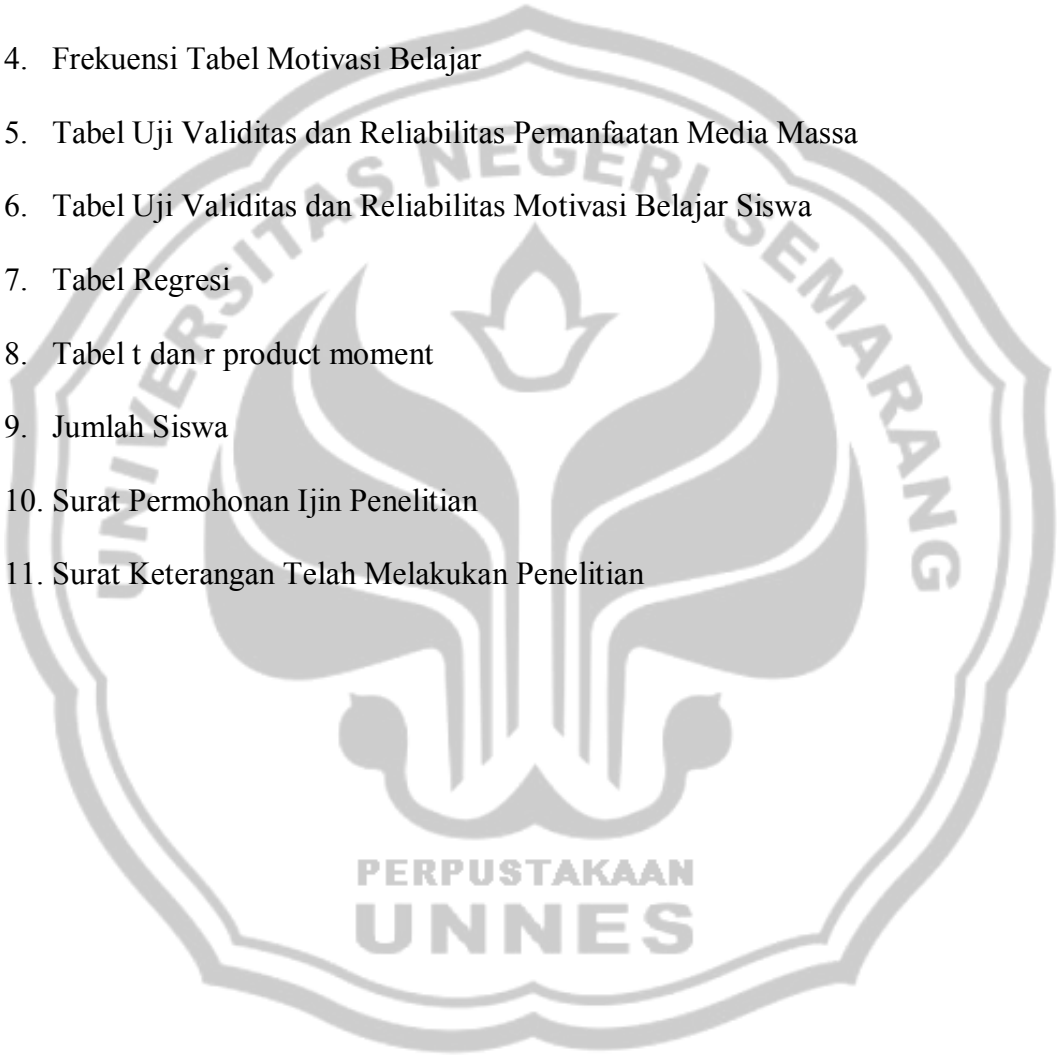 4. Frekuensi Tabel Motivasi Belajar
5. Tabel Uji Validitas dan Reliabilitas Pemanfaatan Media Massa
6. Tabel Uji Validitas dan Reliabilitas Motivasi Belajar Siswa
7. Tabel Regresi
8. Tabel t dan r product moment
9. Jumlah Siswa
10. Surat Permohonan Ijin Penelitian
11. Surat Keterangan Telah Melakukan Penelitian
UNIVERSITAS NEGERI SEMARANG
PERPUSTAKAAN
UNNES